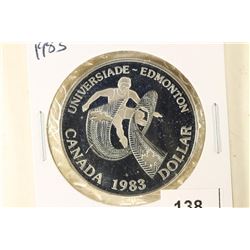 1983
UNIVERSIADE - EDMONTON
CANADA 1983 DOLLAR
138